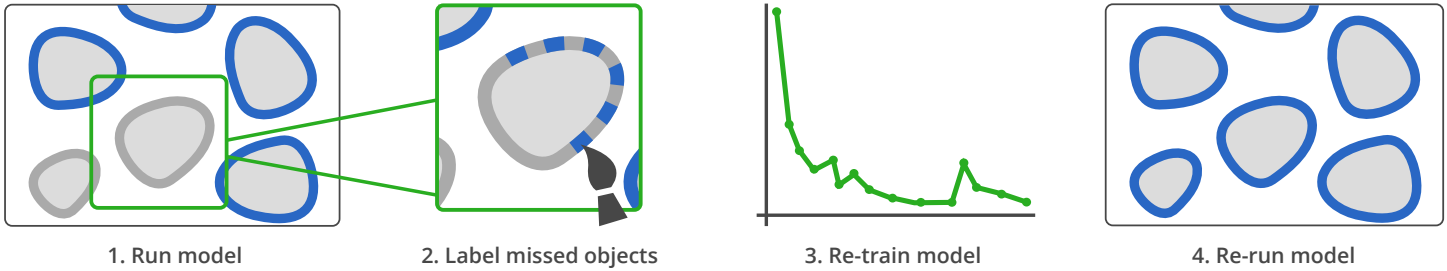 1. Run model
2. Label missed objects
3. Re-train model
4. Re-run model